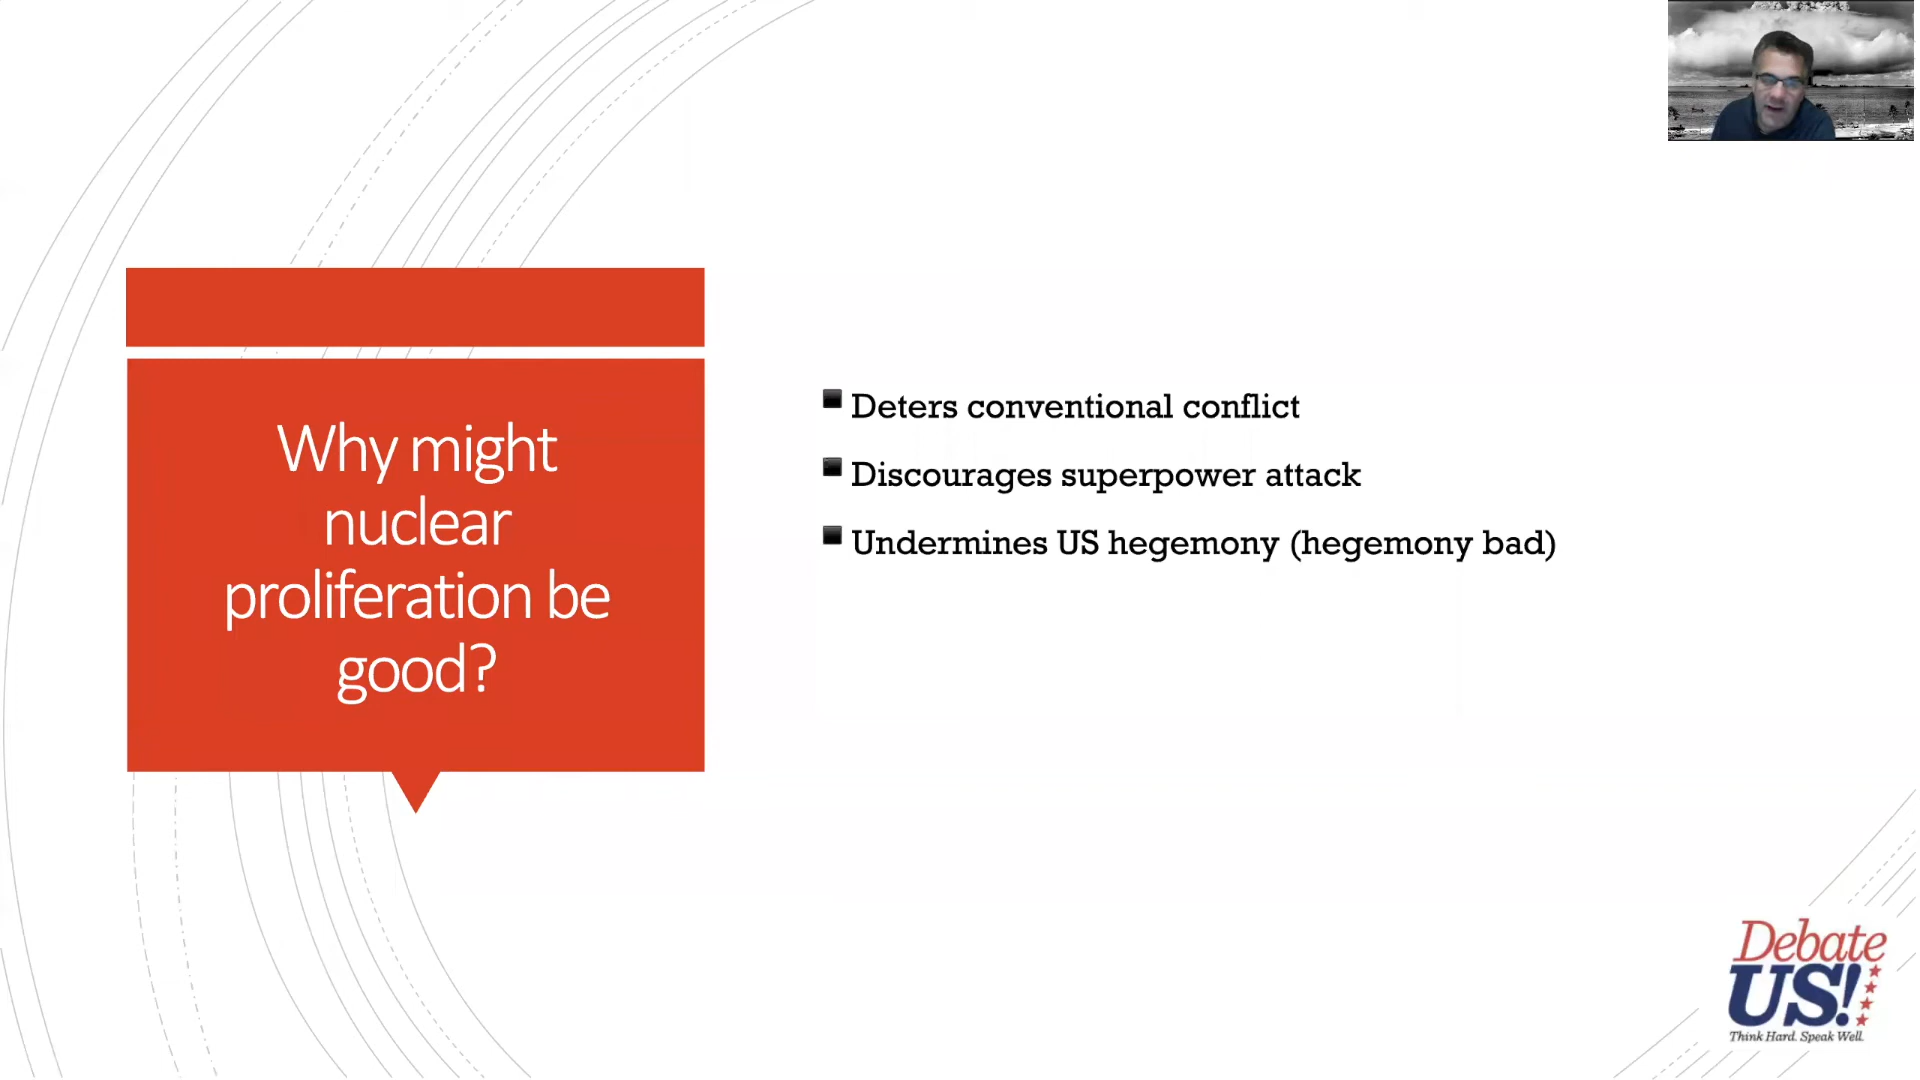 Why might
nuclear
proliferation be
good?
Deters conventional conflict
Discourages superpower attack
Undermines US hegemony (hegemony bad)
Debate
US!
Think Hard. Speak Well.